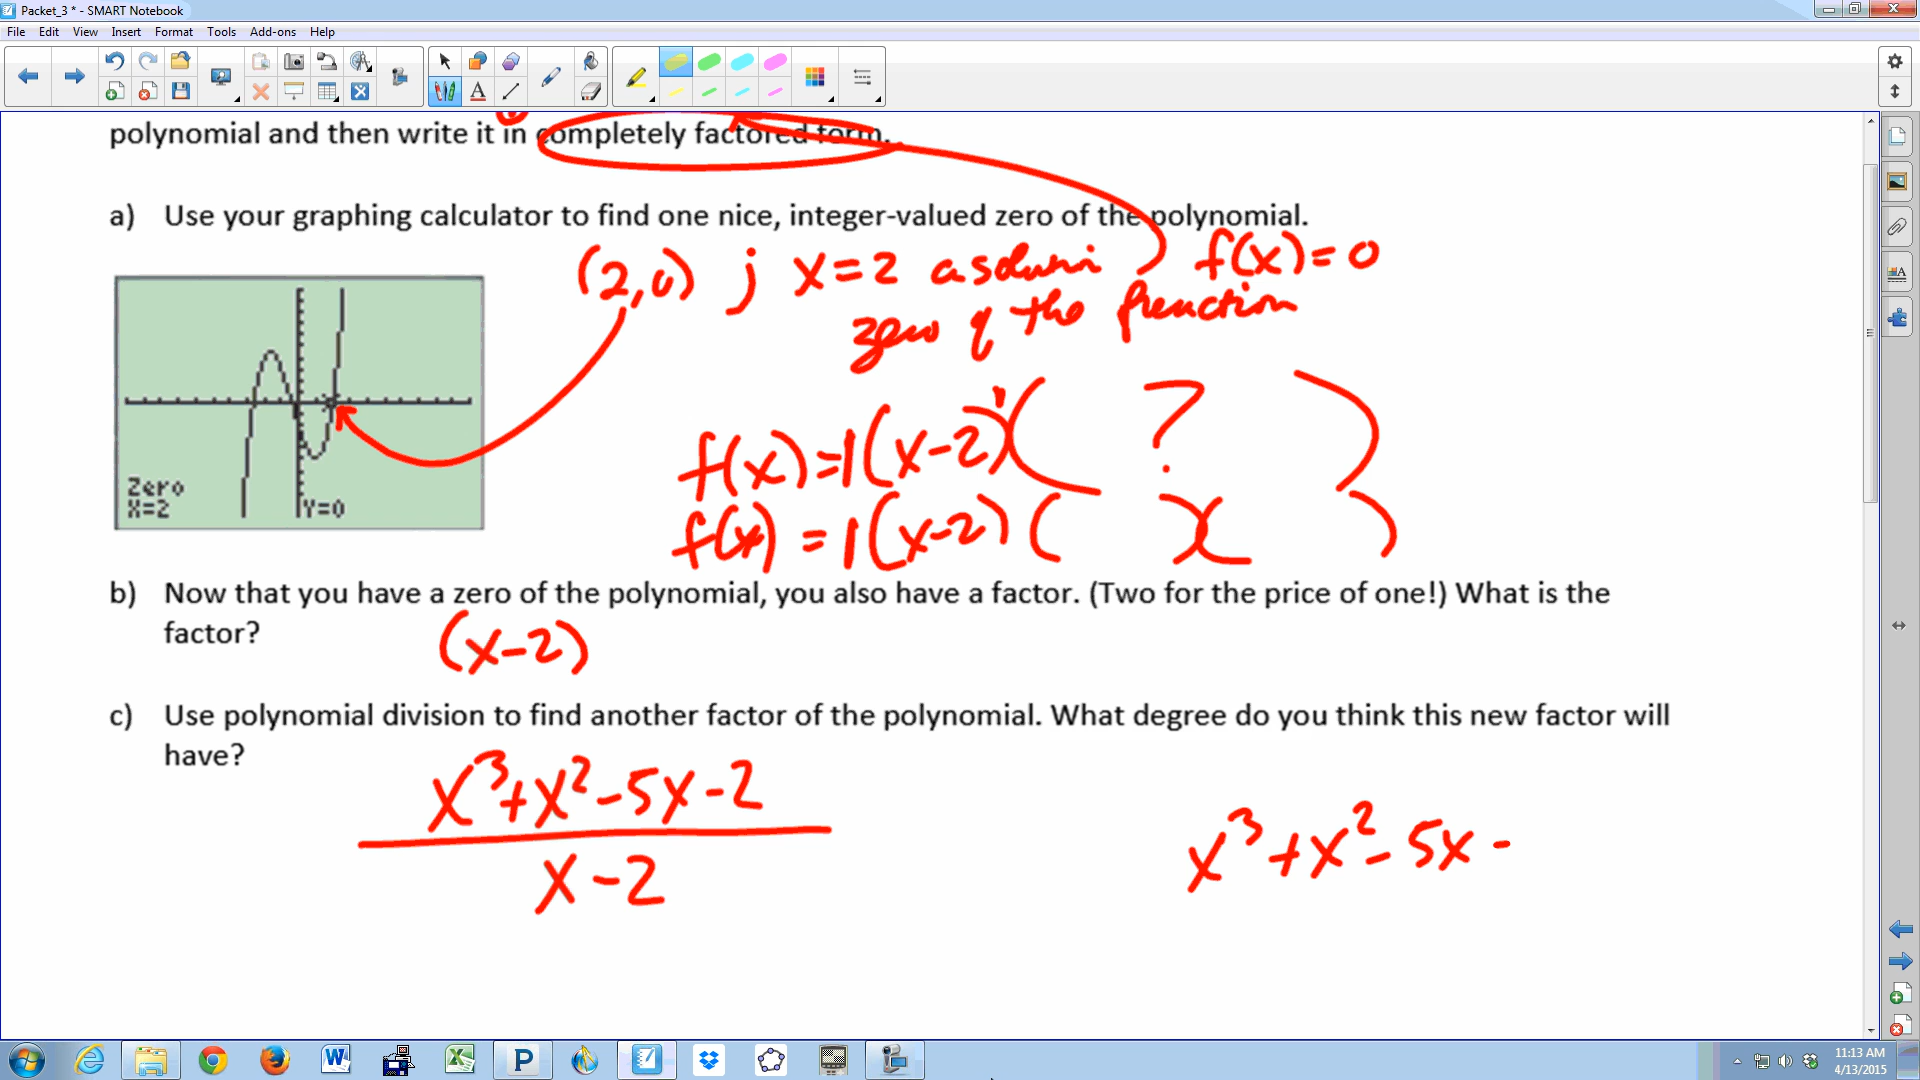 Packet_3 * - SMART Notebook
File Edit View Insert Format Tools Add-ons Help
polynomial and then write it in completely factored form.
a) Use your graphing calculator to find one nice, integer-valued zero of the polynomial.
(2,0) ; x=2 a solution f(x)=0
zero of the function
Zero
X=2 Y=0
f(x)=1(x-2)¹( ? )
f(x)=1(x-2)( x )
b) Now that you have a zero of the polynomial, you also have a factor. (Two for the price of one!) What is the
factor?
(x-2)
c) Use polynomial division to find another factor of the polynomial. What degree do you think this new factor will
have?
x³+x²-5x-2
x-2
x³+x²-5x-
11:13 AM
4/13/2015